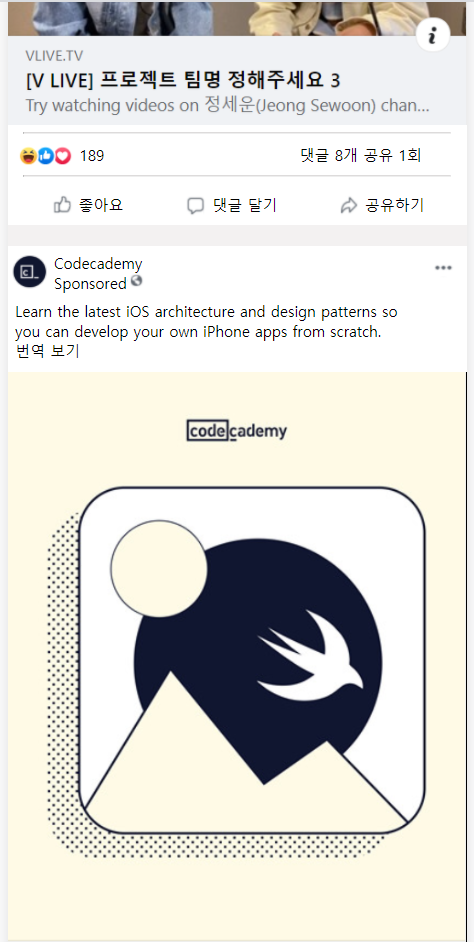 VLIVE.TV
[V LIVE] 프로젝트 팀명 정해주세요 3
Try watching videos on 정세운(Jeong Sewoon) chan...
189
댓글 8개 공유 1회
좋아요 댓글 달기 공유하기
Codecademy
Sponsored
Learn the latest iOS architecture and design patterns so
you can develop your own iPhone apps from scratch.
번역 보기
codecademy